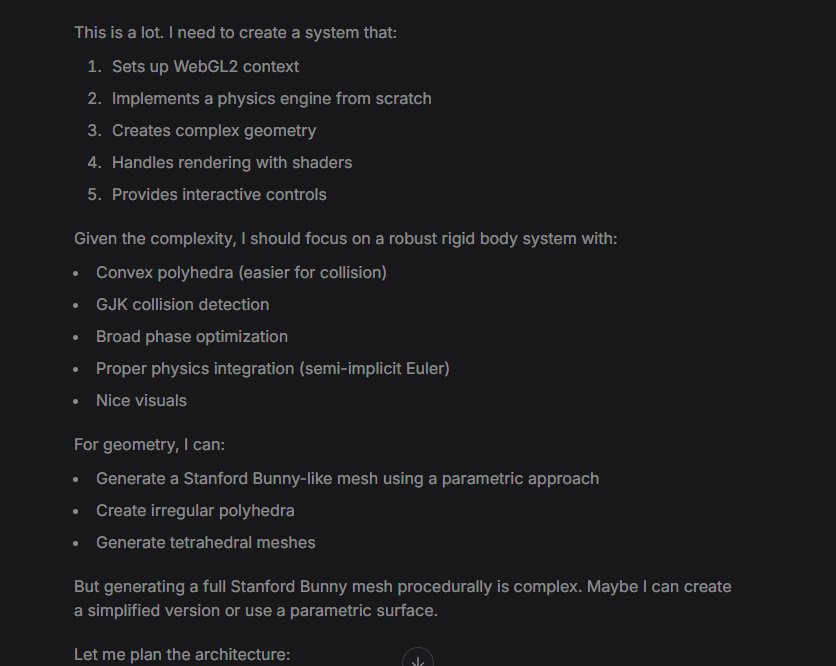 This is a lot. I need to create a system that:
1. Sets up WebGL2 context
2. Implements a physics engine from scratch
3. Creates complex geometry
4. Handles rendering with shaders
5. Provides interactive controls
Given the complexity, I should focus on a robust rigid body system with:
• Convex polyhedra (easier for collision)
• GJK collision detection
• Broad phase optimization
• Proper physics integration (semi-implicit Euler)
• Nice visuals
For geometry, I can:
• Generate a Stanford Bunny-like mesh using a parametric approach
• Create irregular polyhedra
• Generate tetrahedral meshes
But generating a full Stanford Bunny mesh procedurally is complex. Maybe I can create
a simplified version or use a parametric surface.
Let me plan the architecture: